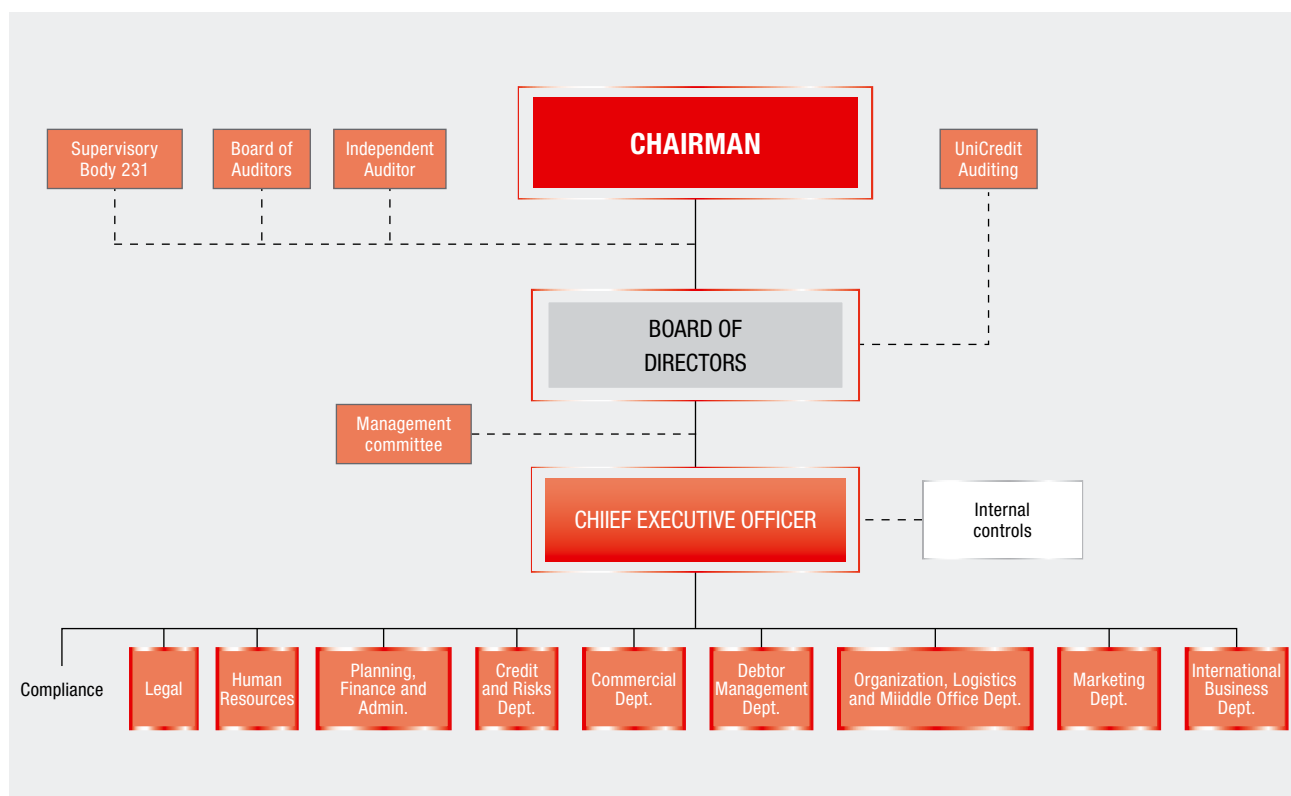 CHAIRMAN
Supervisory
Body 231
Board of
Auditors
Independent
Auditor
UniCredit
Auditing
BOARD OF
DIRECTORS
Management
committee
CHIIEF EXECUTIVE OFFICER
Internal
controls
Compliance
Legal
Human
Resources
Planning,
Finance and
Admin.
Credit
and Risks
Dept.
Commercial
Dept.
Debtor
Management
Dept.
Organization, Logistics
and Miiddle Office Dept.
Marketing
Dept.
International
Business
Dept.